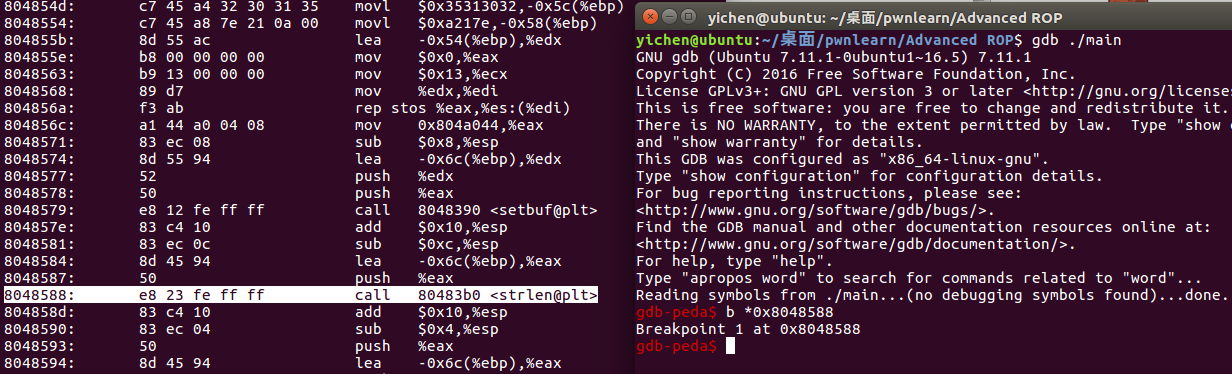 804854d: c7 45 a4 32 30 31 35 movl $0x35313032,-0x5c(%ebp)
8048554: c7 45 a8 7e 21 0a 00 movl $0xa217e,-0x58(%ebp)
804855b: 8d 55 ac lea -0x54(%ebp),%edx
804855e: b8 00 00 00 00 mov $0x0,%eax
8048563: b9 13 00 00 00 mov $0x13,%ecx
8048568: 89 d7 mov %edx,%edi
804856a: f3 ab rep stos %eax,%es:(%edi)
804856c: a1 44 a0 04 08 mov 0x804a044,%eax
8048571: 83 ec 08 sub $0x8,%esp
8048574: 8d 55 94 lea -0x6c(%ebp),%edx
8048577: 52 push %edx
8048578: 50 push %eax
8048579: e8 12 fe ff ff call 8048390 <setbuf@plt>
804857e: 83 c4 10 add $0x10,%esp
8048581: 83 ec 0c sub $0xc,%esp
8048584: 8d 45 94 lea -0x6c(%ebp),%eax
8048587: 50 push %eax
8048588: e8 23 fe ff ff call 80483b0 <strlen@plt>
804858d: 83 c4 10 add $0x10,%esp
8048590: 83 ec 04 sub $0x4,%esp
8048593: 50 push %eax
8048594: 8d 45 94 lea -0x6c(%ebp),%eax
yichen@ubuntu: ~/桌面/pwnlearn/Advanced ROP
yichen@ubuntu:~/桌面/pwnlearn/Advanced ROP$ gdb ./main
GNU gdb (Ubuntu 7.11.1-0ubuntu1~16.5) 7.11.1
Copyright (C) 2016 Free Software Foundation, Inc.
License GPLv3+: GNU GPL version 3 or later <http://gnu.org/license
This is free software: you are free to change and redistribute it.
There is NO WARRANTY, to the extent permitted by law.  Type "show
and "show warranty" for details.
This GDB was configured as "x86_64-linux-gnu".
Type "show configuration" for configuration details.
For bug reporting instructions, please see:
<http://www.gnu.org/software/gdb/bugs/>.
Find the GDB manual and other documentation resources online at:
<http://www.gnu.org/software/gdb/documentation/>.
For help, type "help".
Type "apropos word" to search for commands related to "word"...
Reading symbols from ./main...(no debugging symbols found)...done.
gdb-peda$ b *0x8048588
Breakpoint 1 at 0x8048588
gdb-peda$